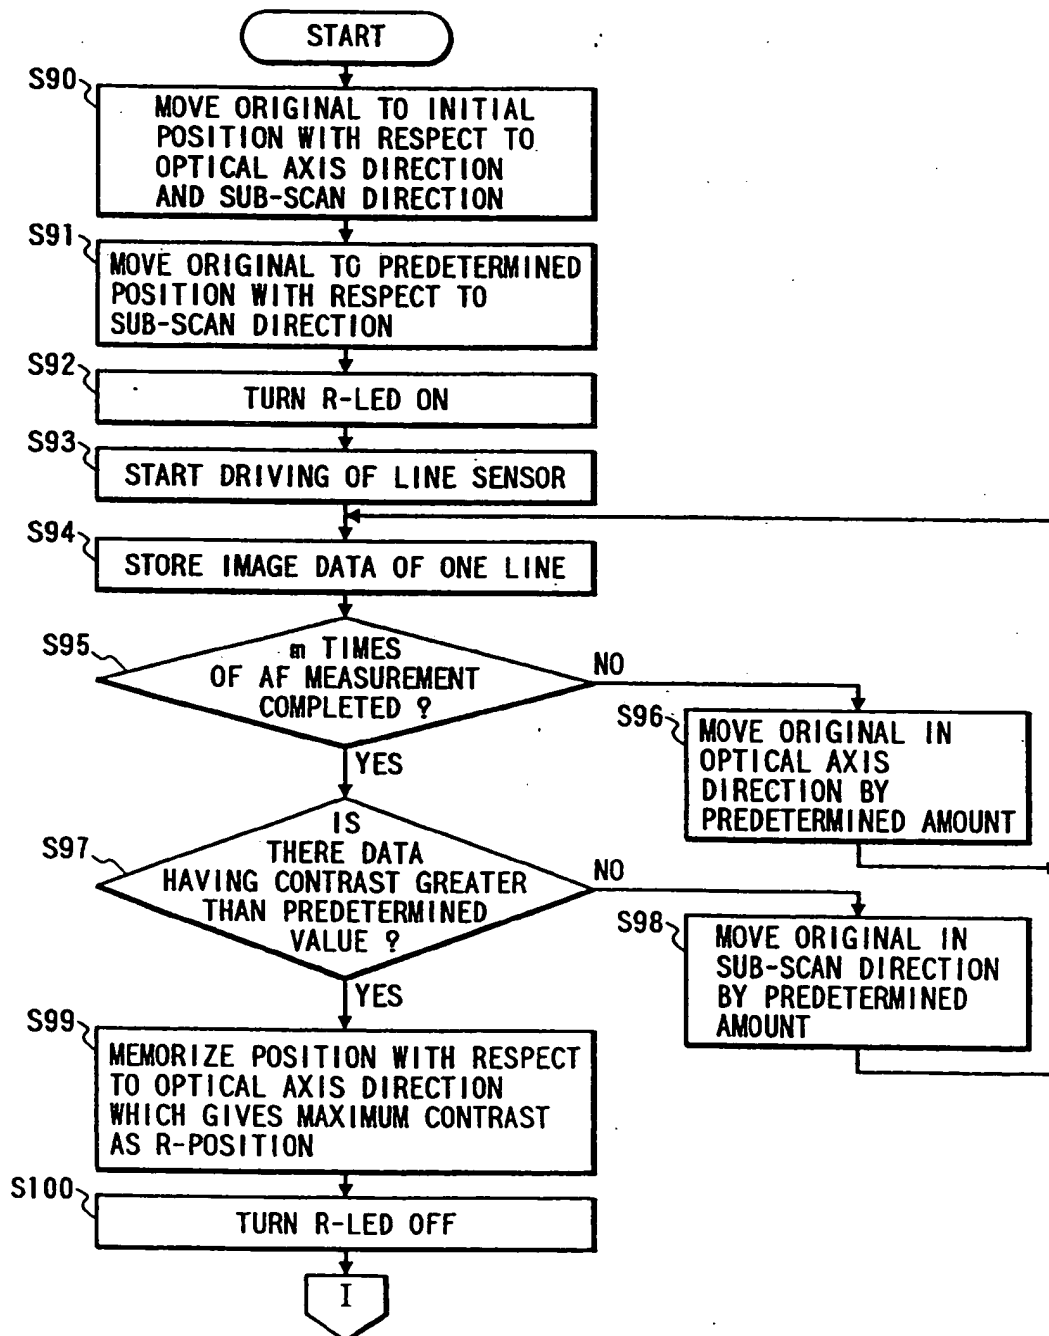 START
S90
MOVE ORIGINAL TO INITIAL
POSITION WITH RESPECT TO
OPTICAL AXIS DIRECTION
AND SUB-SCAN DIRECTION
S91
MOVE ORIGINAL TO PREDETERMINED
POSITION WITH RESPECT TO
SUB-SCAN DIRECTION
S92
TURN R-LED ON
S93
START DRIVING OF LINE SENSOR
S94
STORE IMAGE DATA OF ONE LINE
S95
m TIMES
OF AF MEASUREMENT
COMPLETED ?
NO
YES
S96
MOVE ORIGINAL IN
OPTICAL AXIS
DIRECTION BY
PREDETERMINED AMOUNT
S97
IS
THERE DATA
HAVING CONTRAST GREATER
THAN PREDETERMINED
VALUE ?
NO
YES
S98
MOVE ORIGINAL IN
SUB-SCAN DIRECTION
BY PREDETERMINED
AMOUNT
S99
MEMORIZE POSITION WITH RESPECT
TO OPTICAL AXIS DIRECTION
WHICH GIVES MAXIMUM CONTRAST
AS R-POSITION
S100
TURN R-LED OFF
I